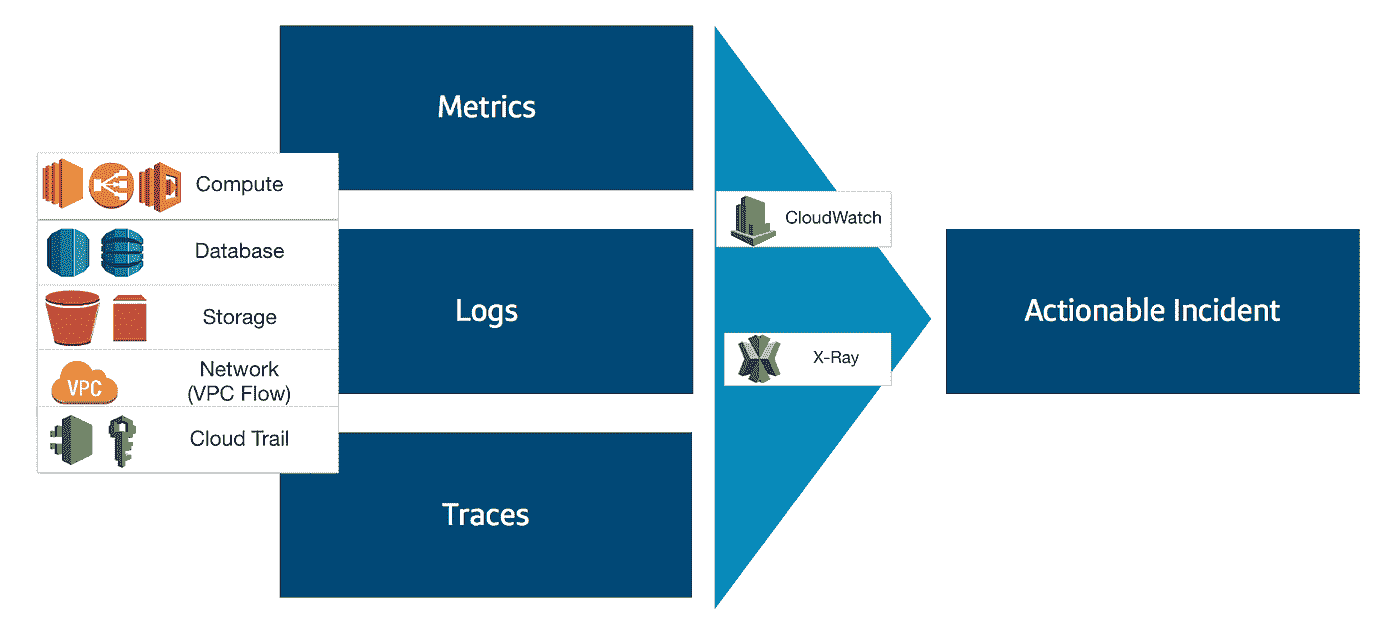 Metrics
Compute
Database
Storage
VPC
Network
(VPC Flow)
Cloud Trail
Logs
Traces
CloudWatch
X-Ray
Actionable Incident